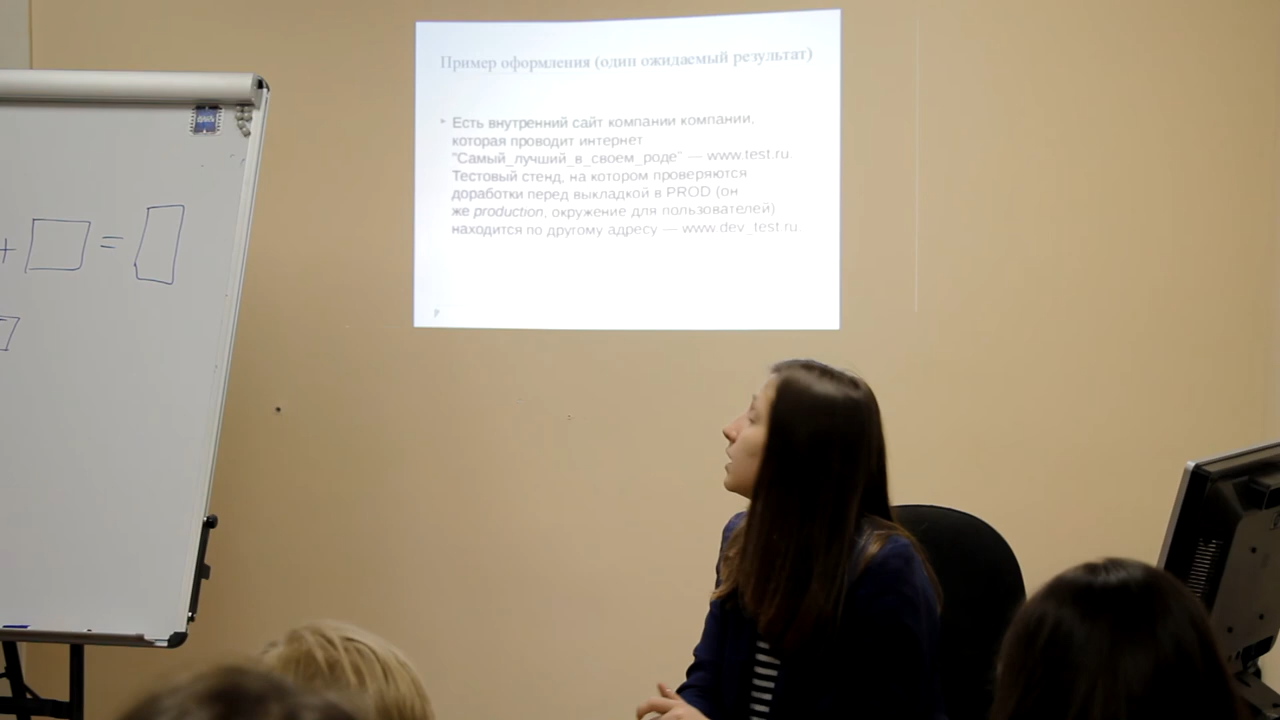 Пример оформления (один ожидаемый результат)
Есть внутренний сайт компании компании,
которая проводит интернет
"Самый_лучший_в_своем_роде" — www.test.ru
Тестовый стенд, на котором проверяются
доработки перед выкладкой в PROD (он
же production, окружение для пользователей)
находится по другому адресу — www.dev_test.ru.
+ =